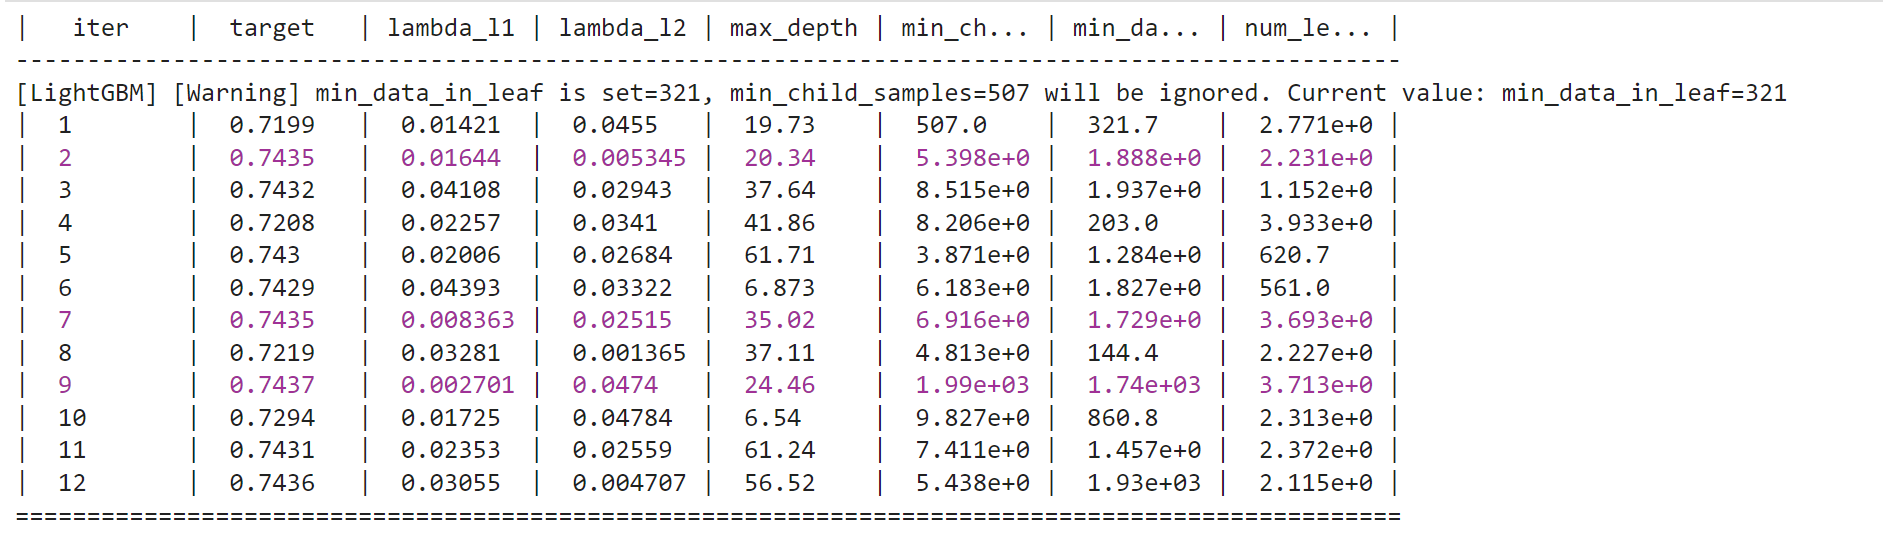 |   iter    |  target   | lambda_l1 | lambda_l2 | max_depth | min_ch... | min_da... | num_le... |
-------------------------------------------------------------------------------------------------
[LightGBM] [Warning] min_data_in_leaf is set=321, min_child_samples=507 will be ignored. Current value: min_data_in_leaf=321
|  1        |  0.7199   |  0.01421  |  0.0455   |  19.73    |  507.0    |  321.7    |  2.771e+0 |
|  2        |  0.7435   |  0.01644  |  0.005345 |  20.34    |  5.398e+0 |  1.888e+0 |  2.231e+0 |
|  3        |  0.7432   |  0.04108  |  0.02943  |  37.64    |  8.515e+0 |  1.937e+0 |  1.152e+0 |
|  4        |  0.7208   |  0.02257  |  0.0341   |  41.86    |  8.206e+0 |  203.0    |  3.933e+0 |
|  5        |  0.743    |  0.02006  |  0.02684  |  61.71    |  3.871e+0 |  1.284e+0 |  620.7    |
|  6        |  0.7429   |  0.04393  |  0.03322  |  6.873    |  6.183e+0 |  1.827e+0 |  561.0    |
|  7        |  0.7435   |  0.008363 |  0.02515  |  35.02    |  6.916e+0 |  1.729e+0 |  3.693e+0 |
|  8        |  0.7219   |  0.03281  |  0.001365 |  37.11    |  4.813e+0 |  144.4    |  2.227e+0 |
|  9        |  0.7437   |  0.002701 |  0.0474   |  24.46    |  1.99e+03 |  1.74e+03 |  3.713e+0 |
|  10       |  0.7294   |  0.01725  |  0.04784  |  6.54     |  9.827e+0 |  860.8    |  2.313e+0 |
|  11       |  0.7431   |  0.02353  |  0.02559  |  61.24    |  7.411e+0 |  1.457e+0 |  2.372e+0 |
|  12       |  0.7436   |  0.03055  |  0.004707 |  56.52    |  5.438e+0 |  1.93e+03 |  2.115e+0 |
=================================================================================================